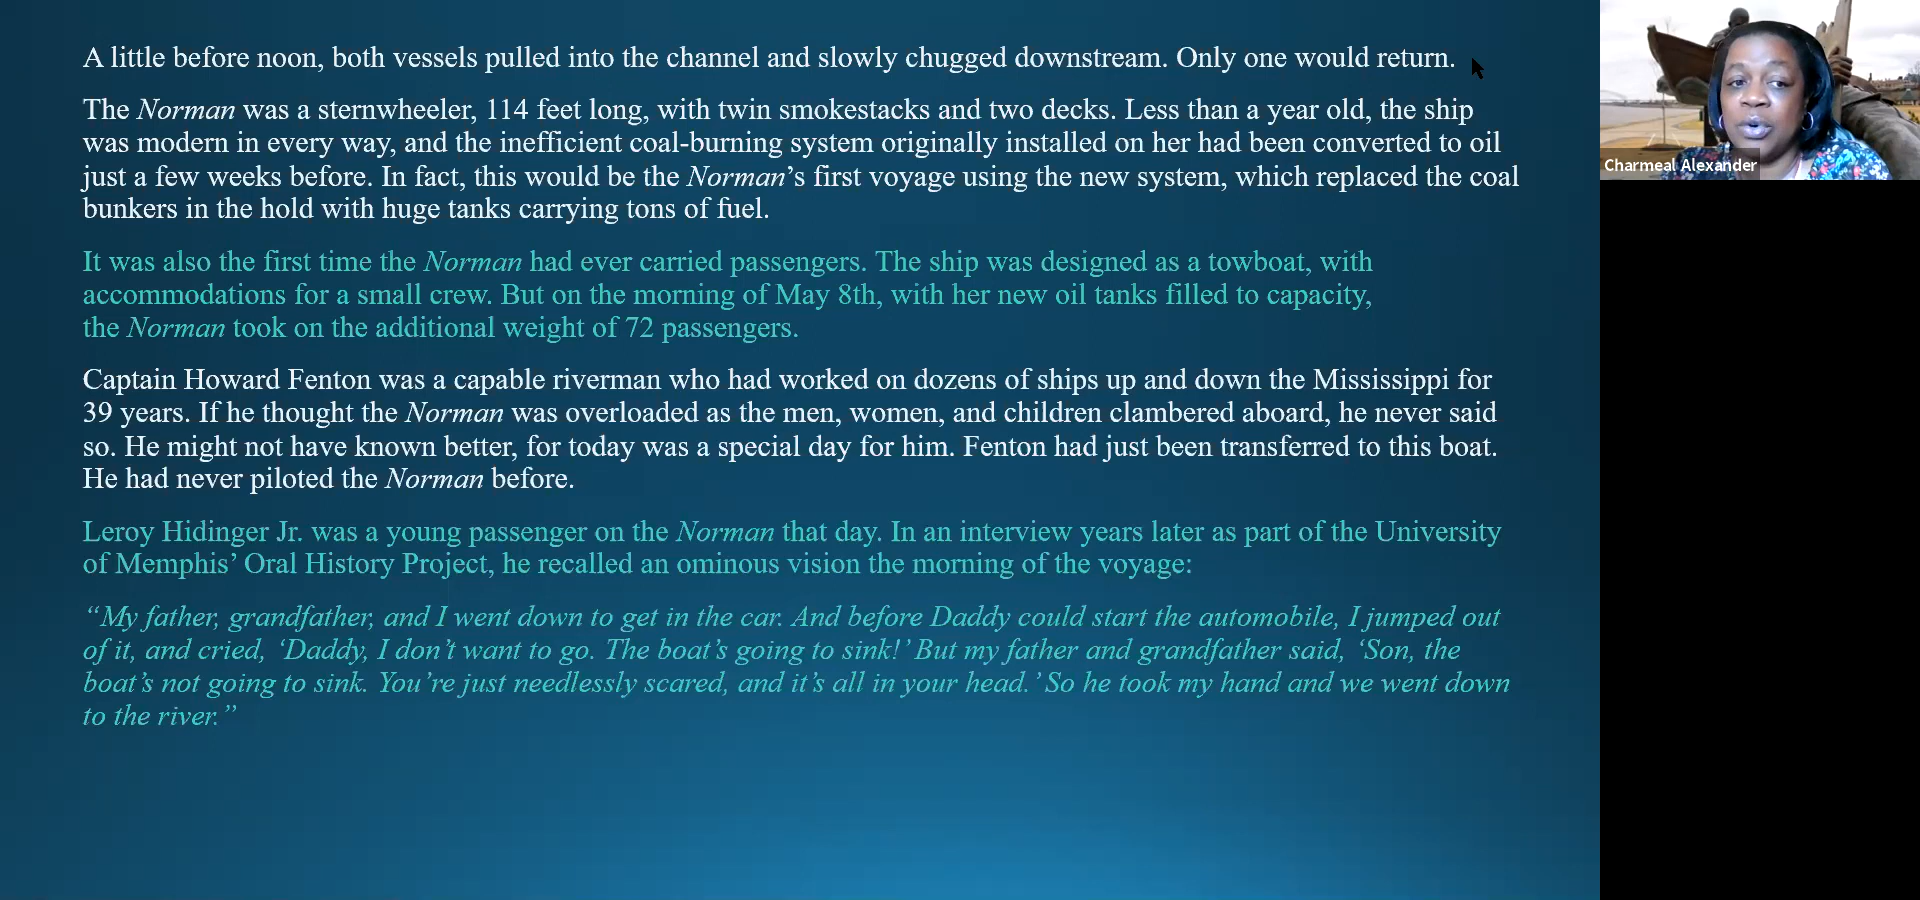 A little before noon, both vessels pulled into the channel and slowly chugged downstream. Only one would return.
The Norman was a sternwheeler, 114 feet long, with twin smokestacks and two decks. Less than a year old, the ship
was modern in every way, and the inefficient coal-burning system originally installed on her had been converted to oil
just a few weeks before. In fact, this would be the Norman’s first voyage using the new system, which replaced the coal
bunkers in the hold with huge tanks carrying tons of fuel.
It was also the first time the Norman had ever carried passengers. The ship was designed as a towboat, with
accommodations for a small crew. But on the morning of May 8th, with her new oil tanks filled to capacity,
the Norman took on the additional weight of 72 passengers.
Captain Howard Fenton was a capable riverman who had worked on dozens of ships up and down the Mississippi for
39 years. If he thought the Norman was overloaded as the men, women, and children clambered aboard, he never said
so. He might not have known better, for today was a special day for him. Fenton had just been transferred to this boat.
He had never piloted the Norman before.
Leroy Hidinger Jr. was a young passenger on the Norman that day. In an interview years later as part of the University
of Memphis’ Oral History Project, he recalled an ominous vision the morning of the voyage:
“My father, grandfather, and I went down to get in the car. And before Daddy could start the automobile, I jumped out
of it, and cried, ‘Daddy, I don’t want to go. The boat’s going to sink!’ But my father and grandfather said, ‘Son, the
boat’s not going to sink. You’re just needlessly scared, and it’s all in your head.’ So he took my hand and we went down
to the river.”
Charmeal Alexander